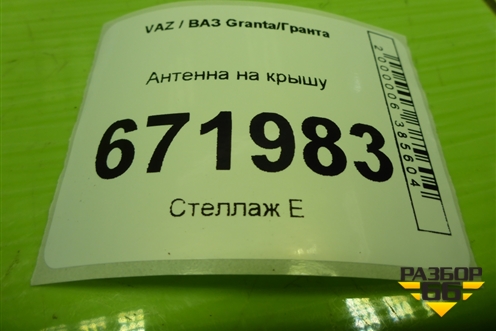 VAZ / ВАЗ Granta/Гранта
Антенна на крышу
671983
Стеллаж E
2000006385604
РАЗБОР
66